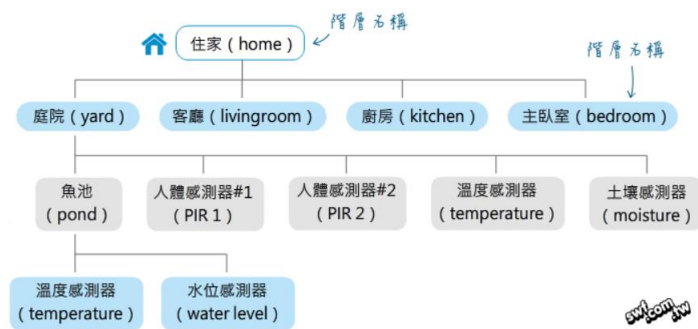 階層名稱
住家（home）
階層名稱
庭院（yard） 客廳（livingroom） 廚房（kitchen） 主臥室（bedroom）
魚池 人體感測器#1 人體感測器#2 溫度感測器 土壤感測器
（pond） （PIR 1） （PIR 2） （temperature） （moisture）
溫度感測器 水位感測器
（temperature） （water level）
swf.com.tw